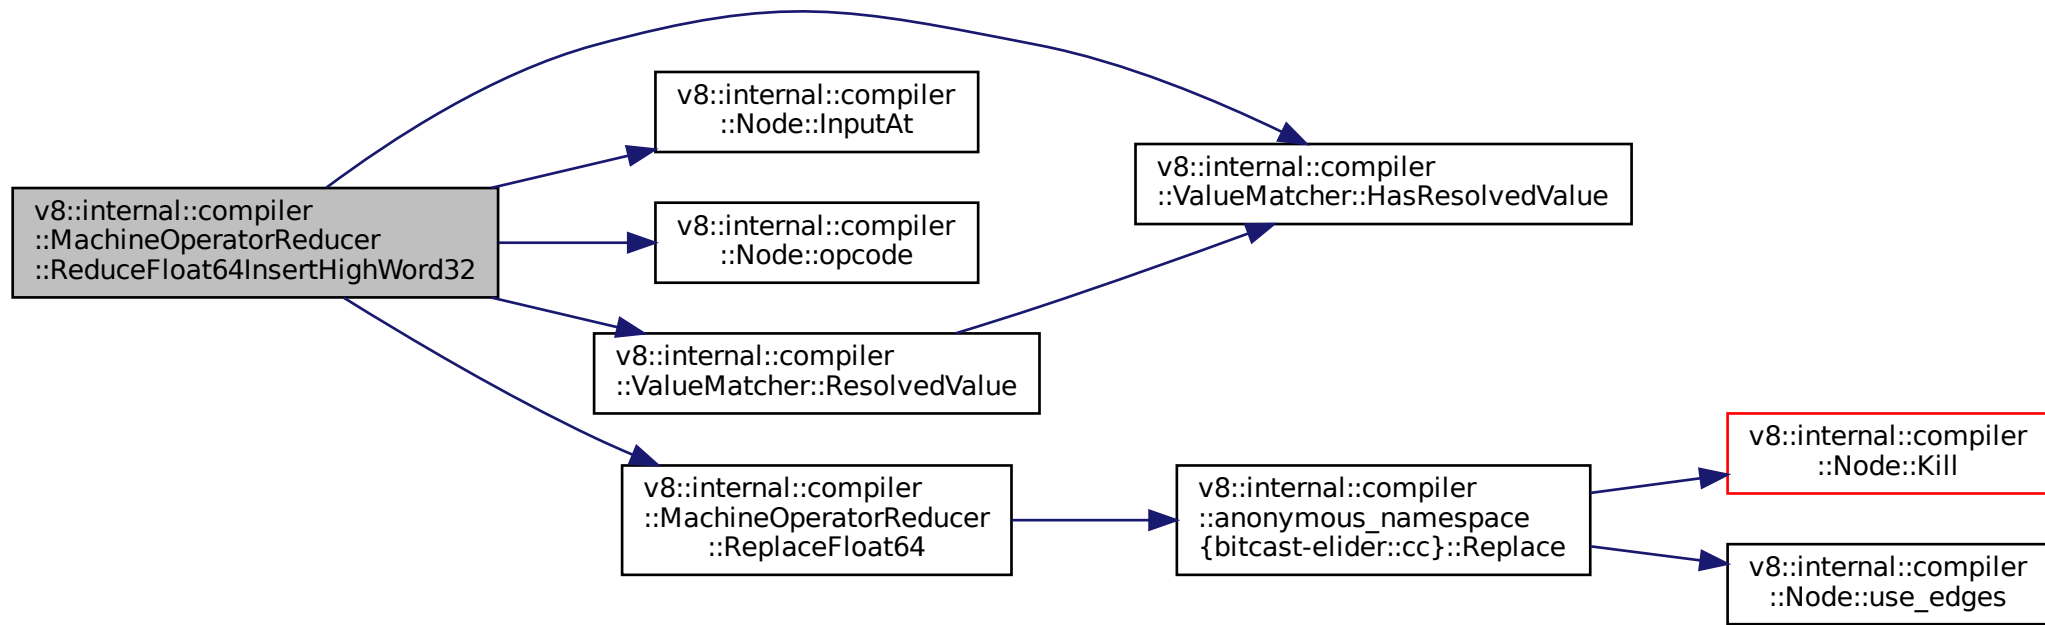 v8::internal::compiler
::MachineOperatorReducer
::ReduceFloat64InsertHighWord32
v8::internal::compiler
::Node::InputAt
v8::internal::compiler
::Node::opcode
v8::internal::compiler
::ValueMatcher::ResolvedValue
v8::internal::compiler
::MachineOperatorReducer
::ReplaceFloat64
v8::internal::compiler
::ValueMatcher::HasResolvedValue
v8::internal::compiler
::anonymous_namespace
{bitcast-elider::cc}::Replace
v8::internal::compiler
::Node::Kill
v8::internal::compiler
::Node::use_edges